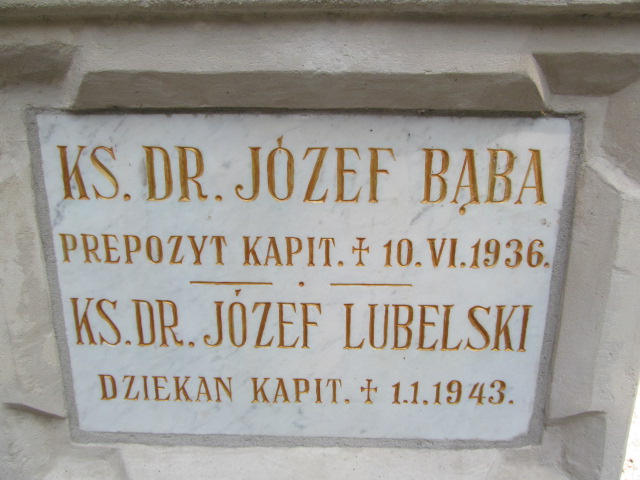 KS. DR. JÓZEF BĄBA
PREPOZYT KAPIT. ✝ 10. VI. 1936.
KS. DR. JÓZEF LUBELSKI
DZIEKAN KAPIT. ✝ 1.1.1943.